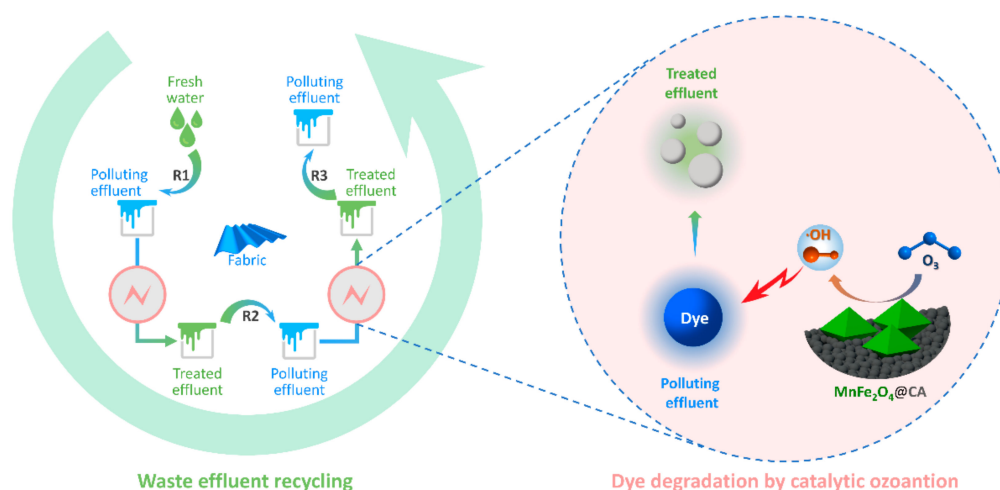 Fresh
water
Polluting
effluent
R1
Polluting
effluent
R3
Treated
effluent
Fabric
R2
Treated
effluent
Polluting
effluent
Waste effluent recycling
Treated
effluent
·OH
O₃
Dye
Polluting
effluent
MnFe₂O₄@CA
Dye degradation by catalytic ozoantion